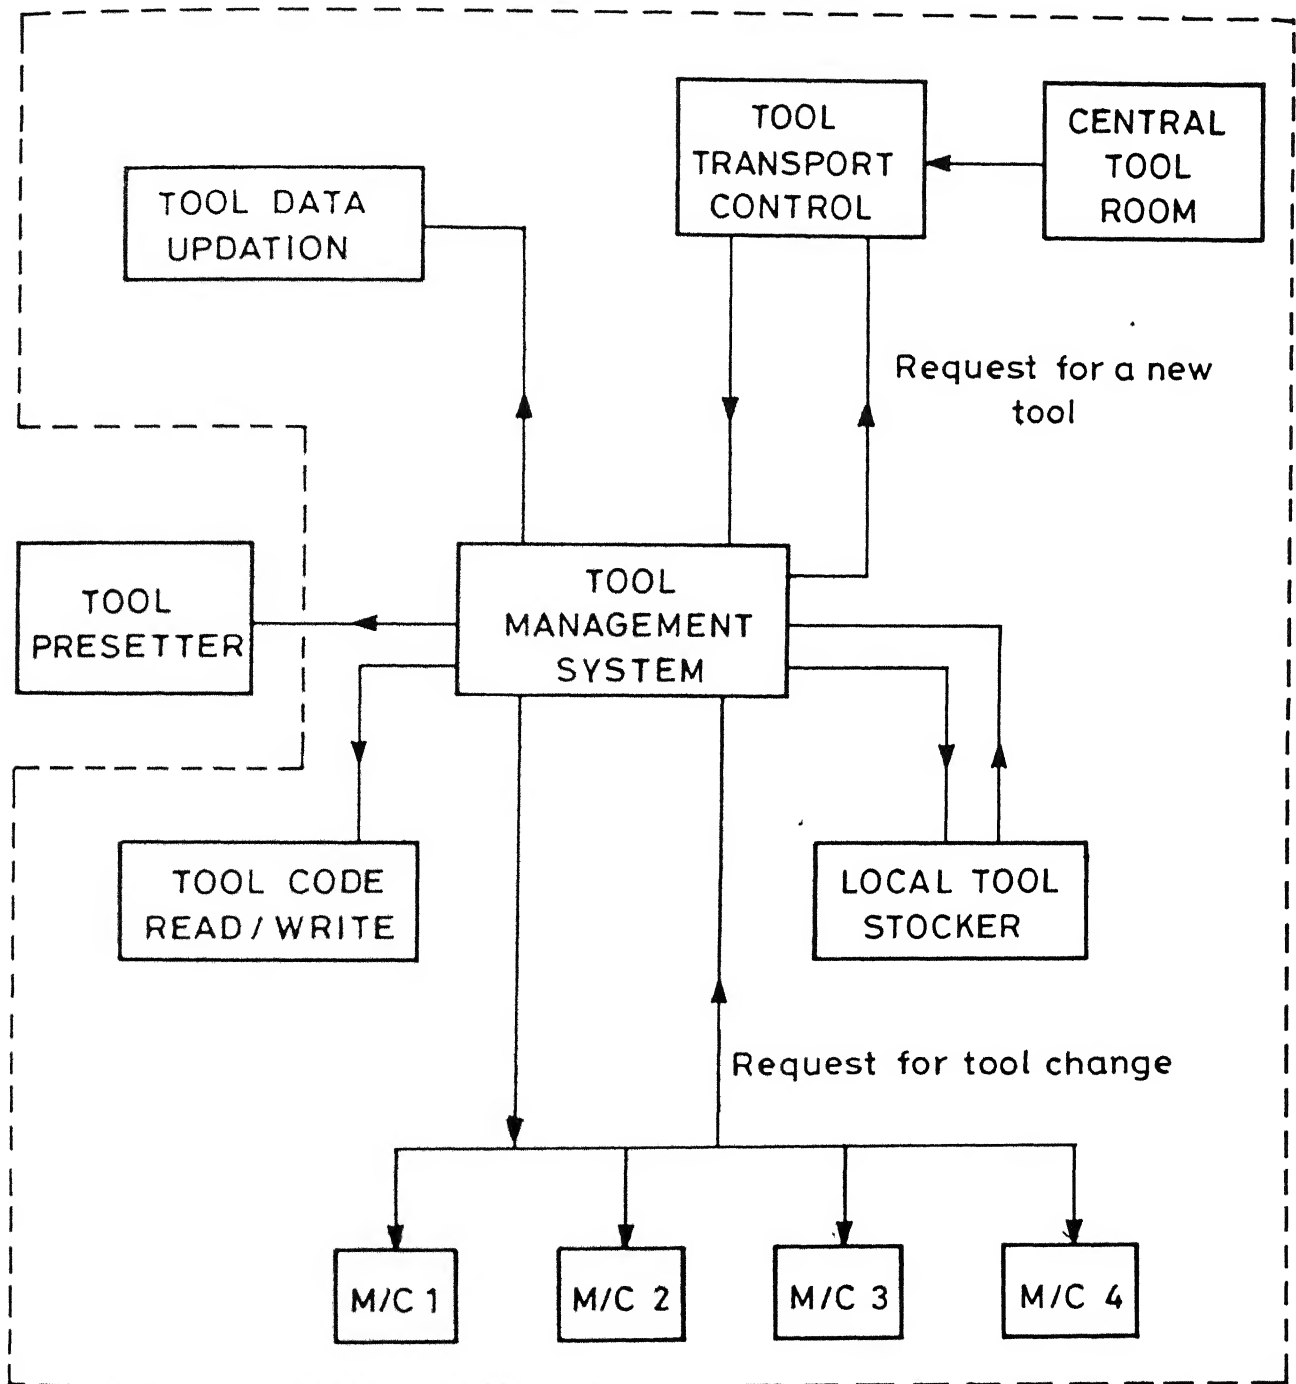 TOOL
TRANSPORT
CONTROL
CENTRAL
TOOL
ROOM
TOOL DATA
UPDATION
Request for a new
tool
TOOL
PRESETTER
TOOL
MANAGEMENT
SYSTEM
TOOL CODE
READ/WRITE
LOCAL TOOL
STOCKER
Request for tool change
M/C 1
M/C 2
M/C 3
M/C 4